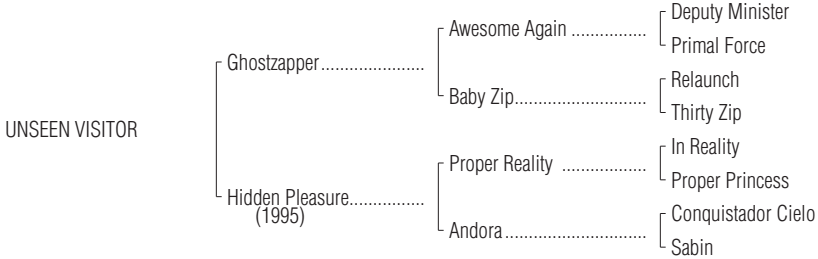 Deputy Minister
Awesome Again ................
Primal Force
Ghostzapper......................
Relaunch
Baby Zip............................
Thirty Zip
UNSEEN VISITOR
In Reality
Proper Reality ..................
Proper Princess
Hidden Pleasure................
(1995)
Conquistador Cielo
Andora..............................
Sabin